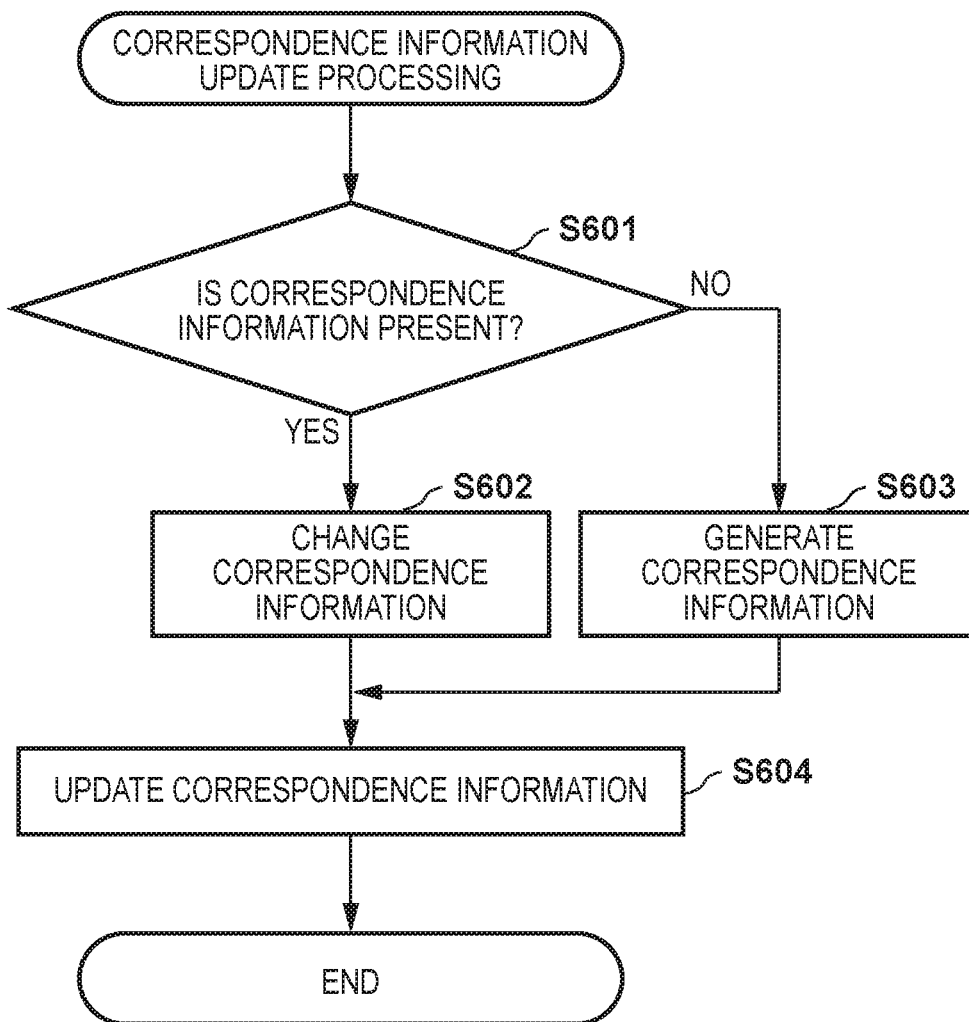 CORRESPONDENCE INFORMATION
UPDATE PROCESSING
S601
IS CORRESPONDENCE
INFORMATION PRESENT?
NO
YES
S602
CHANGE
CORRESPONDENCE
INFORMATION
S603
GENERATE
CORRESPONDENCE
INFORMATION
UPDATE CORRESPONDENCE INFORMATION
S604
END